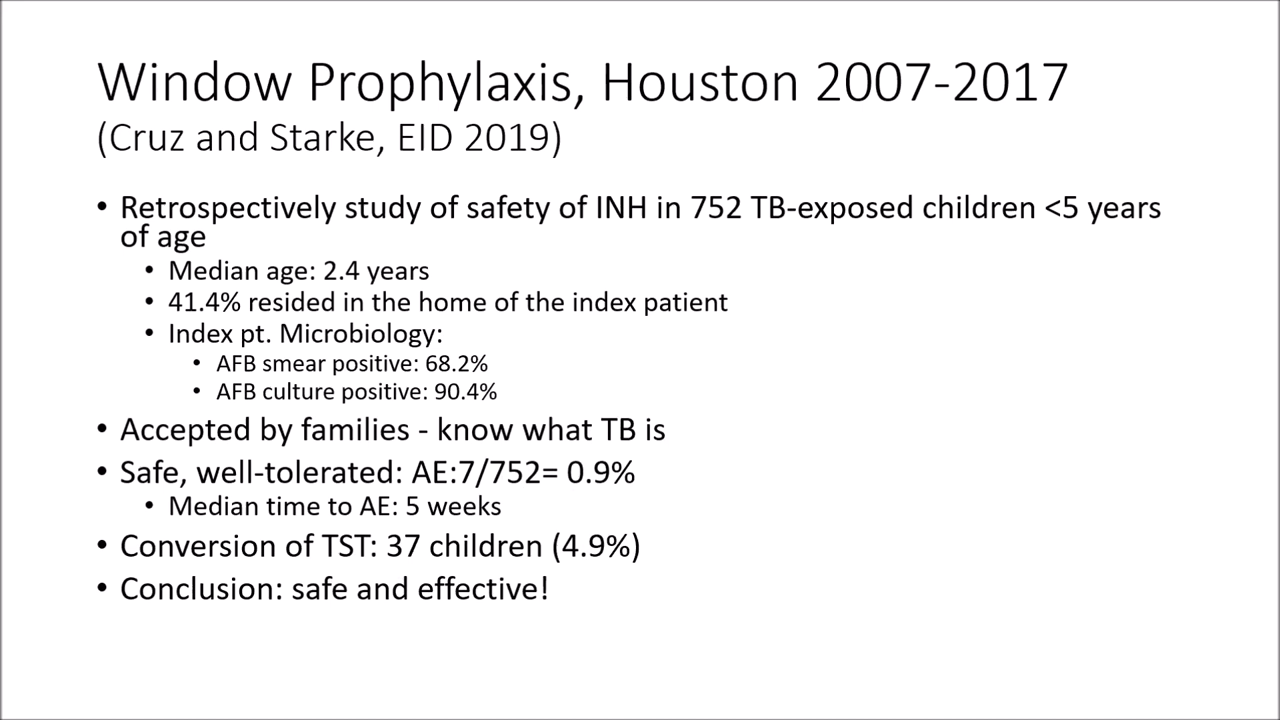 Window Prophylaxis, Houston 2007-2017
(Cruz and Starke, EID 2019)
• Retrospectively study of safety of INH in 752 TB-exposed children <5 years
of age
• Median age: 2.4 years
• 41.4% resided in the home of the index patient
• Index pt. Microbiology:
• AFB smear positive: 68.2%
• AFB culture positive: 90.4%
• Accepted by families - know what TB is
• Safe, well-tolerated: AE:7/752= 0.9%
• Median time to AE: 5 weeks
• Conversion of TST: 37 children (4.9%)
• Conclusion: safe and effective!